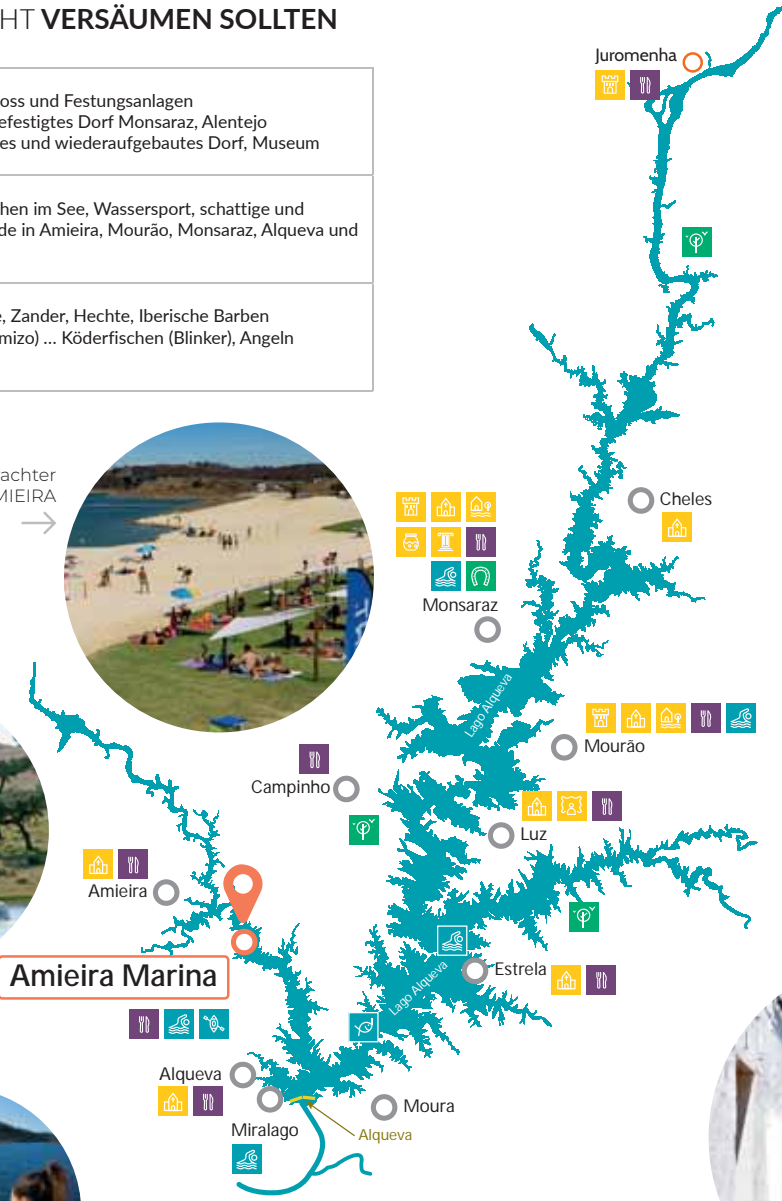 CHT VERSÄUMEN SOLLTEN
oss und Festungsanlagen
efestigtes Dorf Monsaraz, Alentejo
es und wiederaufgebautes Dorf, Museum
hen im See, Wassersport, schattige und
de in Amieira, Mourão, Monsaraz, Alqueva und
e, Zander, Hechte, Iberische Barben
mizo) ... Köderfischen (Blinker), Angeln
achter
MIEIRA
Juromenha
Cheles
Monsaraz
Lago Alqueva
Mourão
Campinho
Luz
Amieira
Amieira Marina
Estrela
Lago Alqueva
Alqueva
Moura
Miralago
Alqueva